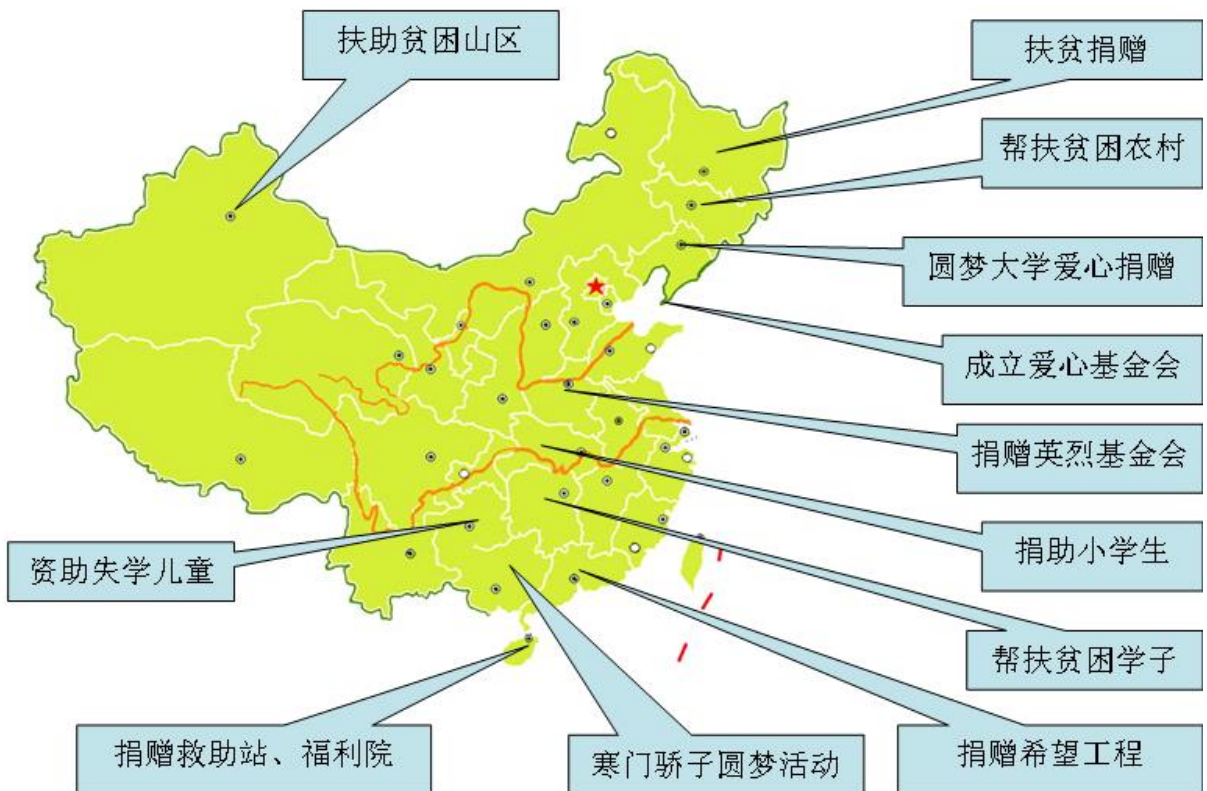 扶助贫困山区
扶贫捐赠
帮扶贫困农村
圆梦大学爱心捐赠
成立爱心基金会
捐赠英烈基金会
捐助小学生
资助失学儿童
帮扶贫困学子
捐赠救助站、福利院
寒门骄子圆梦活动
捐赠希望工程